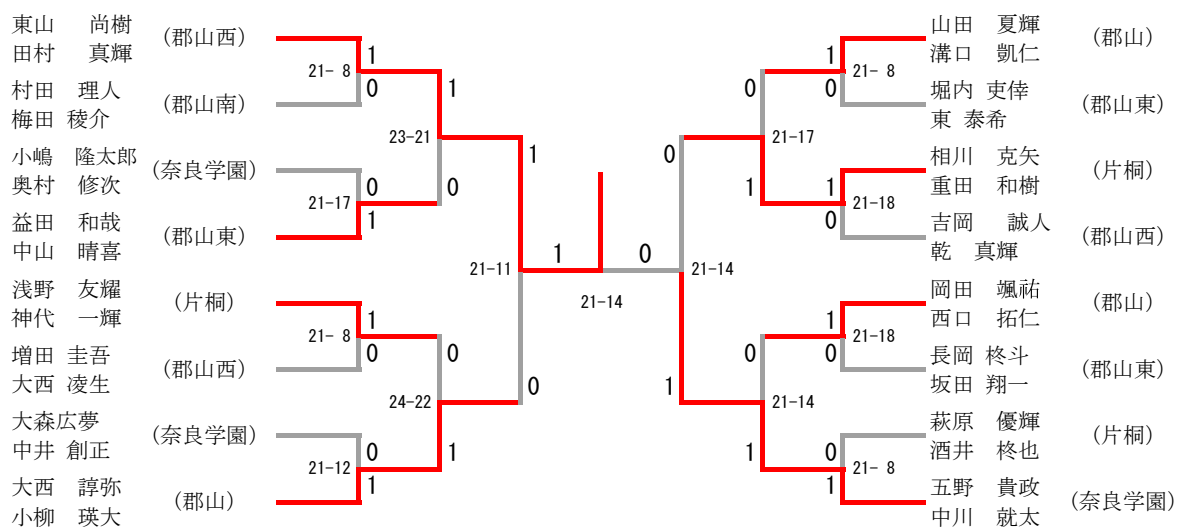 東山 尚樹
田村 真輝
(郡山西)
村田 理人
梅田 稜介
(郡山南)
21- 8
1
0
小嶋 隆太郎
奥村 修次
(奈良学園)
益田 和哉
中山 晴喜
(郡山東)
21-17
0
1
23-21
1
0
浅野 友耀
神代 一輝
(片桐)
増田 圭吾
大西 凌生
(郡山西)
21- 8
1
0
大森広夢
中井 創正
(奈良学園)
大西 諄弥
小柳 瑛大
(郡山)
21-12
0
1
24-22
0
1
21-11
1
0
1
0
21-14
山田 夏輝
溝口 凱仁
(郡山)
堀内 吏倖
東 泰希
(郡山東)
1
21- 8
0
相川 克矢
重田 和樹
(片桐)
吉岡 誠人
乾 真輝
(郡山西)
1
21-18
0
0
21-17
1
岡田 颯祐
西口 拓仁
(郡山)
長岡 柊斗
坂田 翔一
(郡山東)
1
21-18
0
萩原 優輝
酒井 柊也
(片桐)
五野 貴政
中川 就太
(奈良学園)
0
21- 8
1
0
21-14
1
0
21-14
1